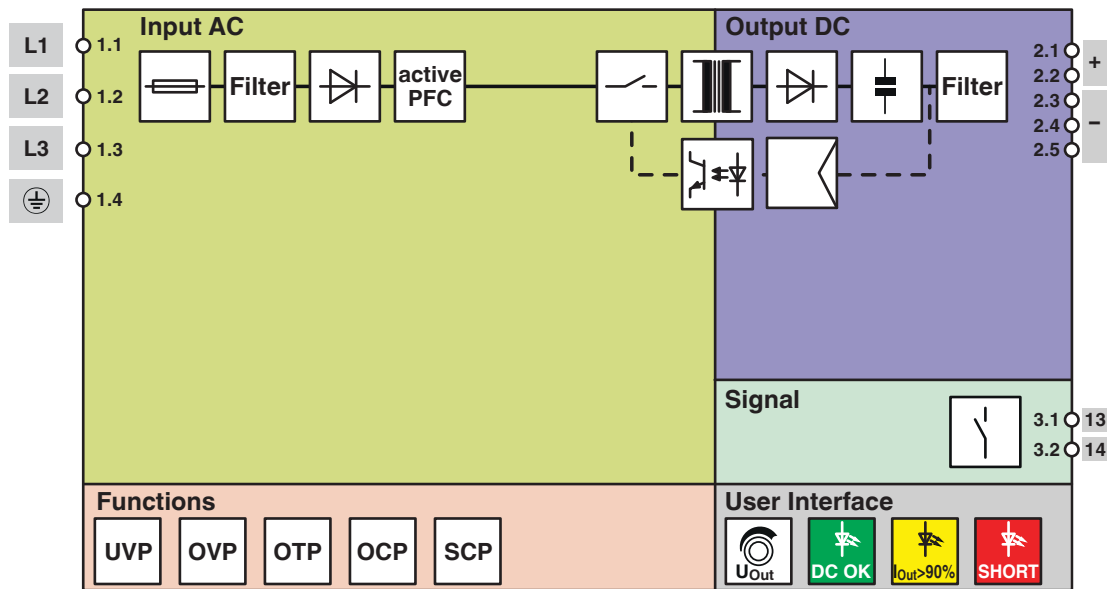 Input AC
Output DC
L1
1.1
L2
1.2
L3
1.3
1.4
Filter
active
PFC
Filter
2.1
2.2
2.3
2.4
2.5
+
−
Signal
3.1
13
3.2
14
Functions
UVP
OVP
OTP
OCP
SCP
User Interface
UOut
DC OK
IOut>90%
SHORT